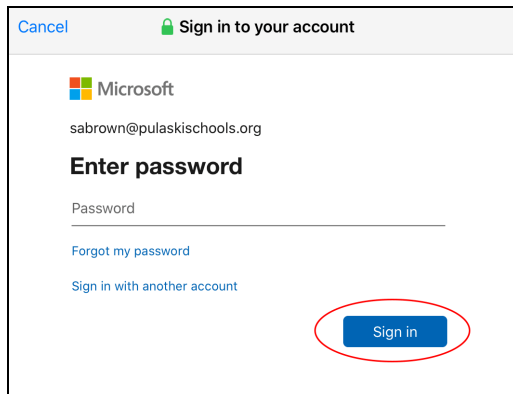 Cancel Sign in to your account
Microsoft
sabrown@pulaskischools.org
Enter password
Password
Forgot my password
Sign in with another account
Sign in